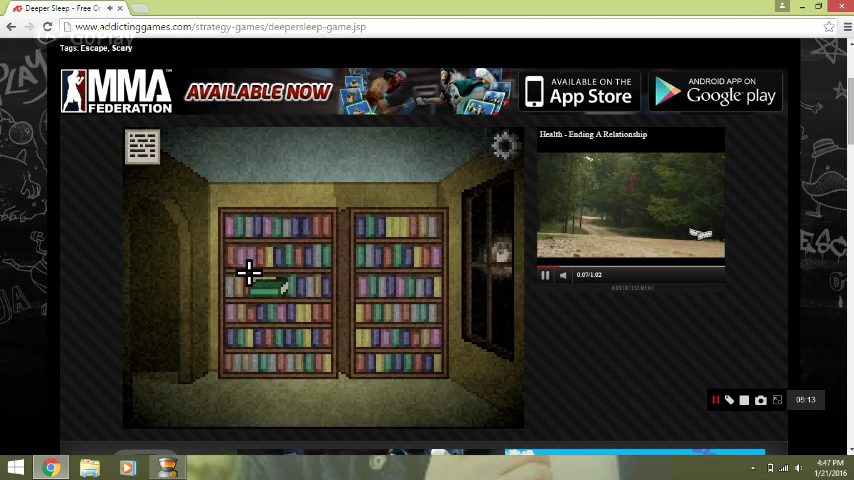 Deeper Sleep - Free On
www.addictinggames.com/strategy-games/deepersleep-game.jsp
GoPlay
Tags: Escape, Scary
MMA
FEDERATION
AVAILABLE NOW
AVAILABLE ON THE
App Store
ANDROID APP ON
Google play
Health - Ending A Relationship
0:07/1:02
ADVERTISEMENT
05:13
4:47 PM
1/21/2016